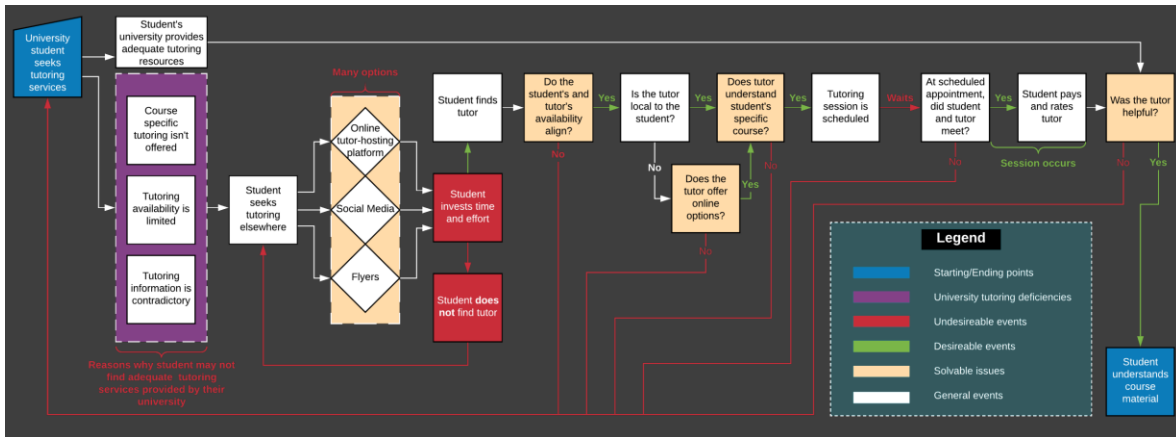 University
student
seeks
tutoring
services
Student's
university provides
adequate tutoring
resources
Course
specific
tutoring isn't
offered
Tutoring
availability is
limited
Tutoring
information is
contradictory
Reasons why student may not
find adequate tutoring
services provided by their
university
Student
seeks
tutoring
elsewhere
Many options
Online
tutor-hosting
platform
Social Media
Flyers
Student finds
tutor
Student
invests time
and effort
Student does
not find tutor
Do the
student's and
tutor's
availability
align?
Yes
No
Is the tutor
local to the
student?
Yes
No
Does the
tutor offer
online
options?
Yes
No
Does tutor
understand
student's
specific
course?
Yes
No
Tutoring
session is
scheduled
Waits
At scheduled
appointment,
did student
and tutor
meet?
Yes
No
Student pays
and rates
tutor
Session occurs
Was the tutor
helpful?
No
Yes
Student
understands
course
material
Legend
Starting/Ending points
University tutoring deficiencies
Undesireable events
Desireable events
Solvable issues
General events